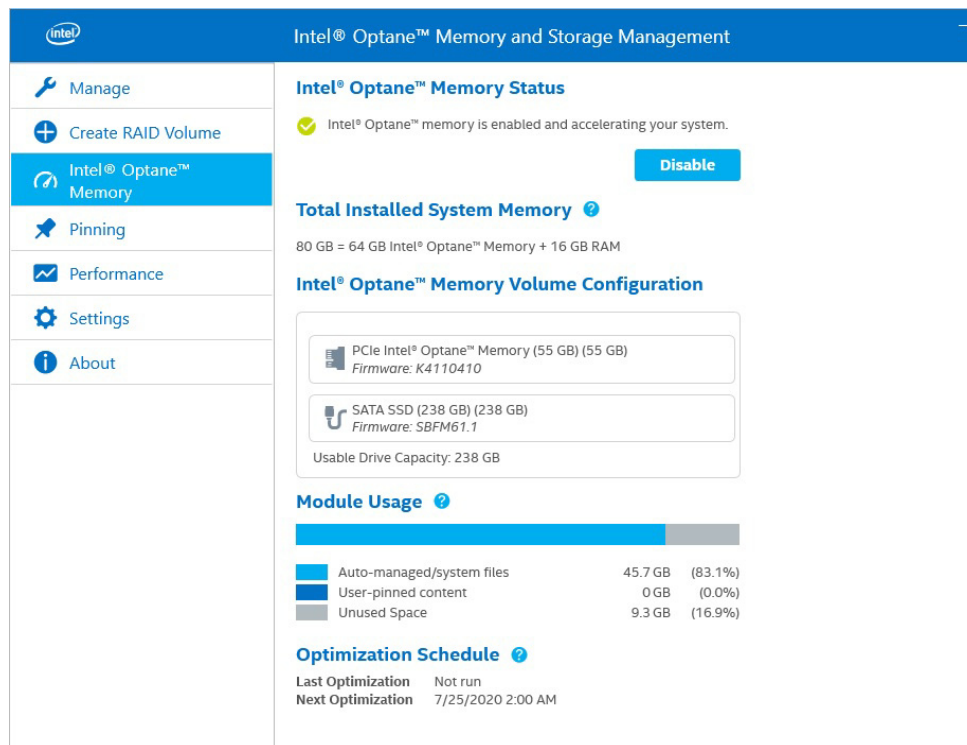 intel
Intel® Optane™ Memory and Storage Management
Manage
Create RAID Volume
Intel® Optane™
Memory
Pinning
Performance
Settings
About
Intel® Optane™ Memory Status
Intel® Optane™ memory is enabled and accelerating your system.
Disable
Total Installed System Memory ?
80 GB = 64 GB Intel® Optane™ Memory + 16 GB RAM
Intel® Optane™ Memory Volume Configuration
PCIe Intel® Optane™ Memory (55 GB) (55 GB)
Firmware: K4110410
SATA SSD (238 GB) (238 GB)
Firmware: SBFM61.1
Usable Drive Capacity: 238 GB
Module Usage ?
Auto-managed/system files 45.7 GB (83.1%)
User-pinned content 0 GB (0.0%)
Unused Space 9.3 GB (16.9%)
Optimization Schedule ?
Last Optimization Not run
Next Optimization 7/25/2020 2:00 AM